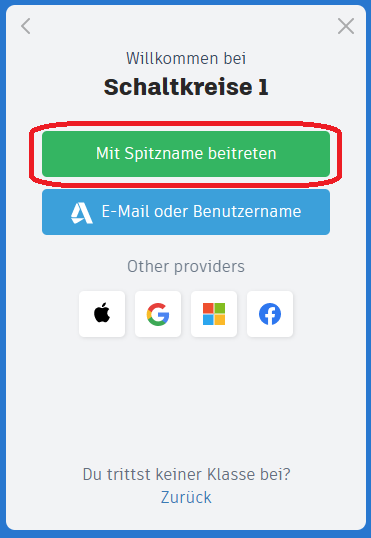 Willkommen bei
Schaltkreise 1
Mit Spitzname beitreten
E-Mail oder Benutzername
Other providers
Du trittst keiner Klasse bei?
Zurück